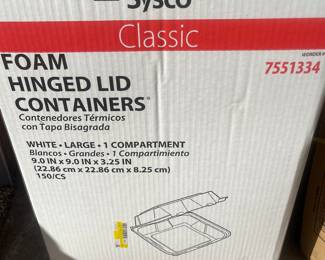 Sysco
Classic
REORDER #
7551334
FOAM
HINGED LID
CONTAINERS
Contenedores Térmicos
con Tapa Bisagrada
WHITE • LARGE • 1 COMPARTMENT
Blancos • Grandes • 1 Compartimiento
9.0 IN x 9.0 IN x 3.25 IN
(22.86 cm x 22.86 cm x 8.25 cm)
150/CS